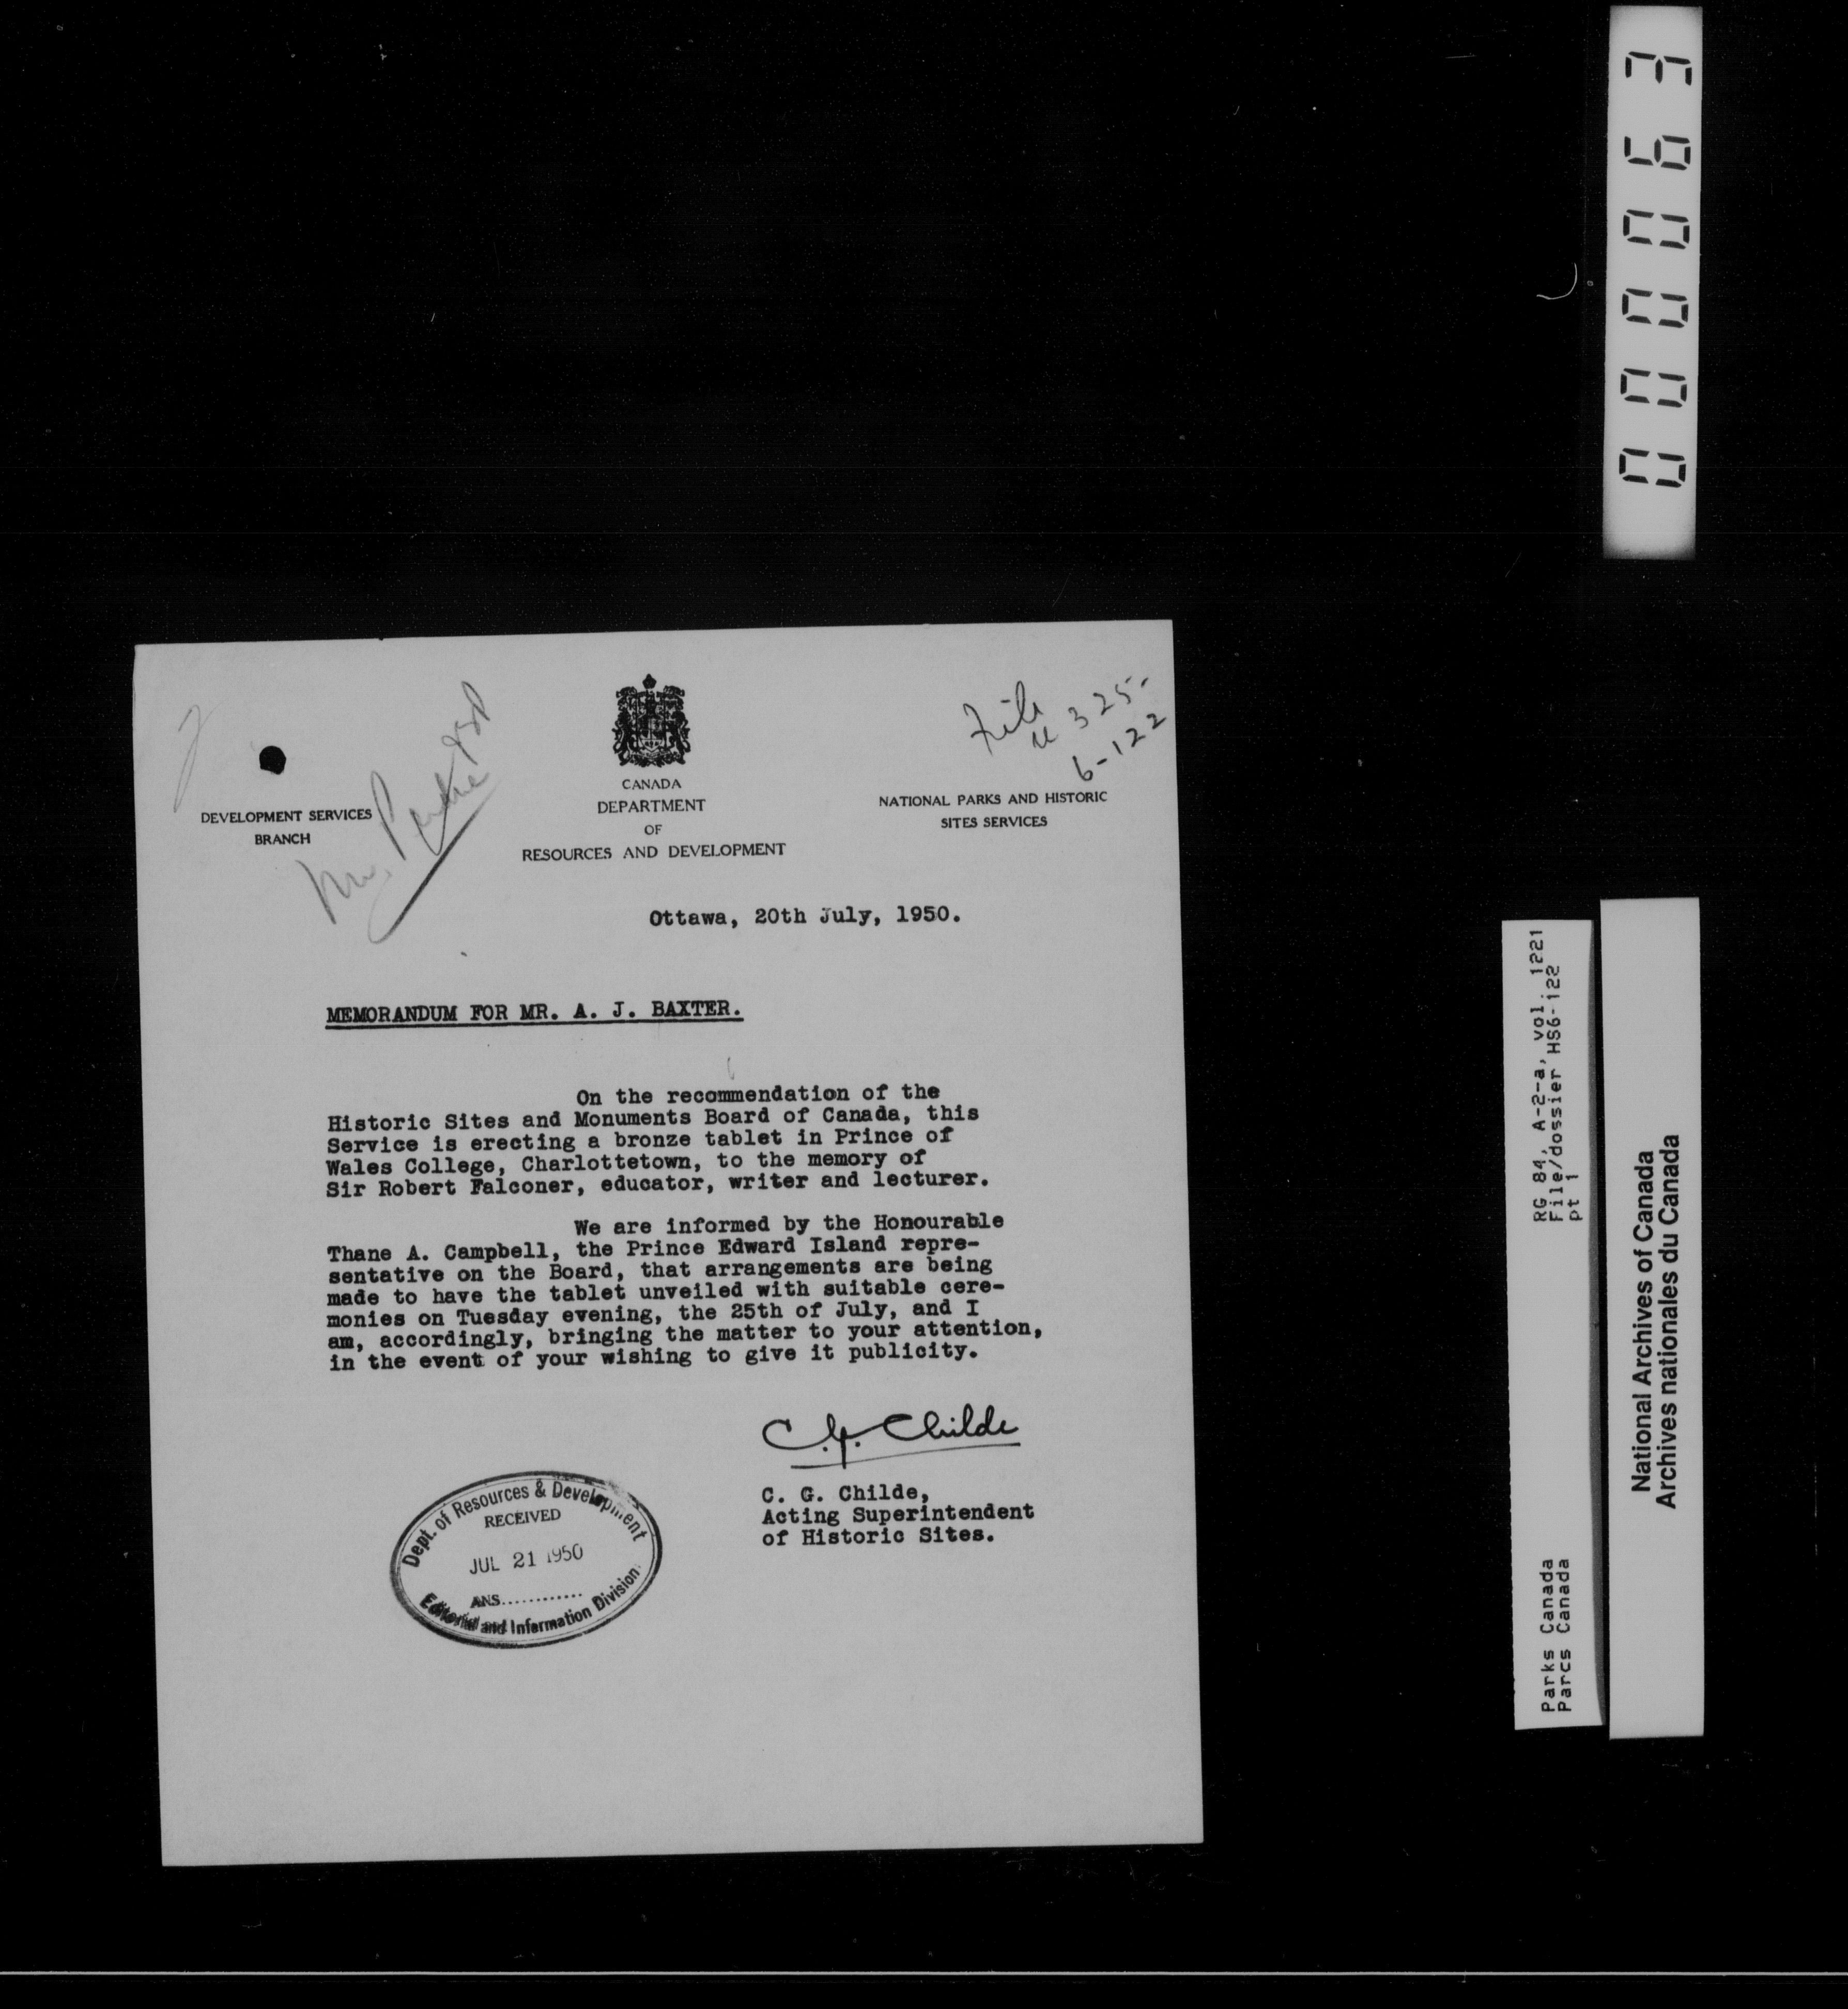 000063
File
325-
6-122
CANADA
DEPARTMENT
OF
RESOURCES AND DEVELOPMENT
DEVELOPMENT SERVICES
BRANCH
NATIONAL PARKS AND HISTORIC
SITES SERVICES
Mr.
Ottawa, 20th July, 1950.
MEMORANDUM FOR MR. A. J. BAXTER.
On the recommendation of the
Historic Sites and Monuments Board of Canada, this
Service is erecting a bronze tablet in Prince of
Wales College, Charlottetown, to the memory of
Sir Robert Falconer, educator, writer and lecturer.
We are informed by the Honourable
Thane A. Campbell, the Prince Edward Island repre-
sentative on the Board, that arrangements are being
made to have the tablet unveiled with suitable cere-
monies on Tuesday evening, the 25th of July, and I
am, accordingly, bringing the matter to your attention,
in the event of your wishing to give it publicity.
C. G. Childe
C. G. Childe,
Acting Superintendent
of Historic Sites.
Dept. of Resources & Development
RECEIVED
JUL 21 1950
ANS............
Editorial and Information Division
RG 84, A-2-a, vol. 1221
File/dossier HS6-122
pt 1
Parks Canada
Parcs Canada
National Archives of Canada
Archives nationales du Canada